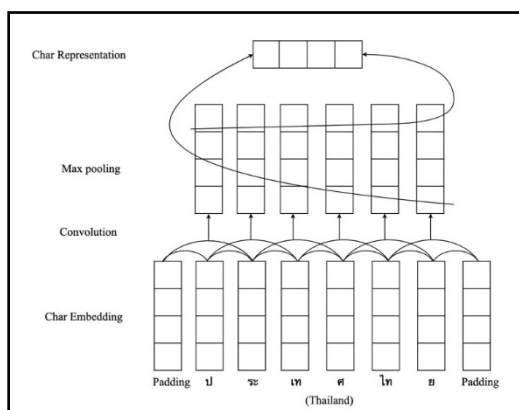 Char Representation
Max pooling
Convolution
Char Embedding
Padding ป ระ เท ศ ไท ย Padding
(Thailand)